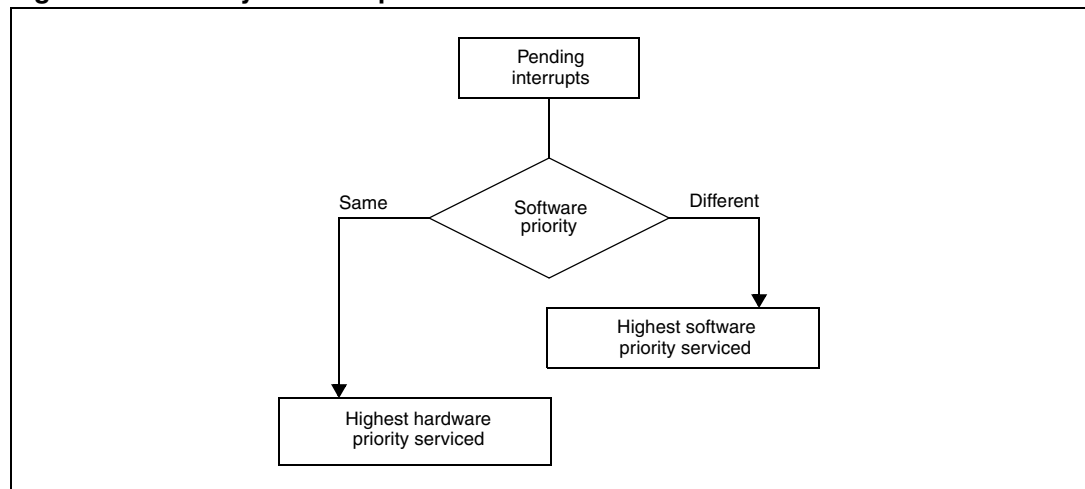 Pending
interrupts
Same
Different
Software
priority
Highest software
priority serviced
Highest hardware
priority serviced